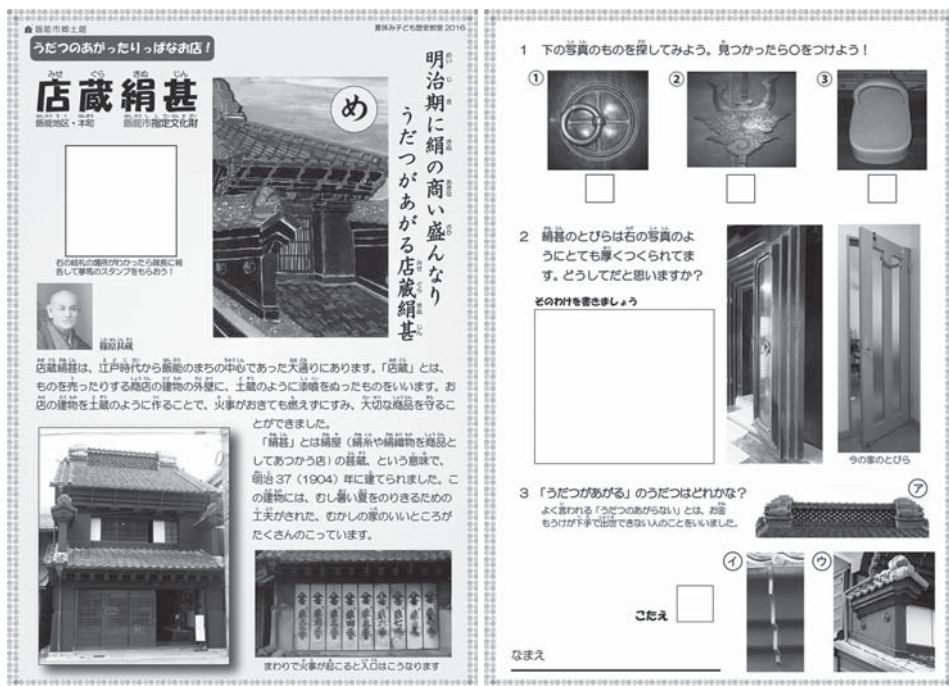 飯能市郷土館
夏休み子ども歴史教室2016
うだつのあがったりっぱなお店!
店蔵絹甚
みせ ぐら きぬ じん
飯能地区・本町
飯能市指定文化財
め
明治期に絹の商い盛んなり
うだつがあがる店蔵絹甚
右の絵札の場所がわかったら隊長に報
告して夢馬のスタンプをもらおう!
篠原甚蔵
店蔵絹甚は、江戸時代から飯能のまちの中心であった大通りにあります。「店蔵」とは、
ものを売ったりする商店の建物の外壁に、土蔵のように漆喰をぬったものをいいます。お
店の建物を土蔵のように作ることで、火事がおきても燃えずにすみ、大切な商品を守るこ
とができました。
「絹甚」とは絹屋(絹糸や絹織物を商品と
してあつかう店)の甚蔵、という意味で、
明治37(1904)年に建てられました。こ
の建物には、むし暑い夏をのりきるための
工夫がされた、むかしの家のいいところが
たくさんのこっています。
まわりで火事が起こると入口はこうなります
1 下の写真のものを探してみよう。見つかったら○をつけよう!
①
②
③
2 絹甚のとびらは右の写真のよ
うにとても厚くつくられてま
す。どうしてだと思いますか?
そのわけを書きましょう
今の家のとびら
3 「うだつがあがる」のうだつはどれかな?
よく言われる「うだつのあがらない」とは、お金
もうけが下手で出世できない人のことをいいました。
ア
イ
ウ
こたえ
なまえ